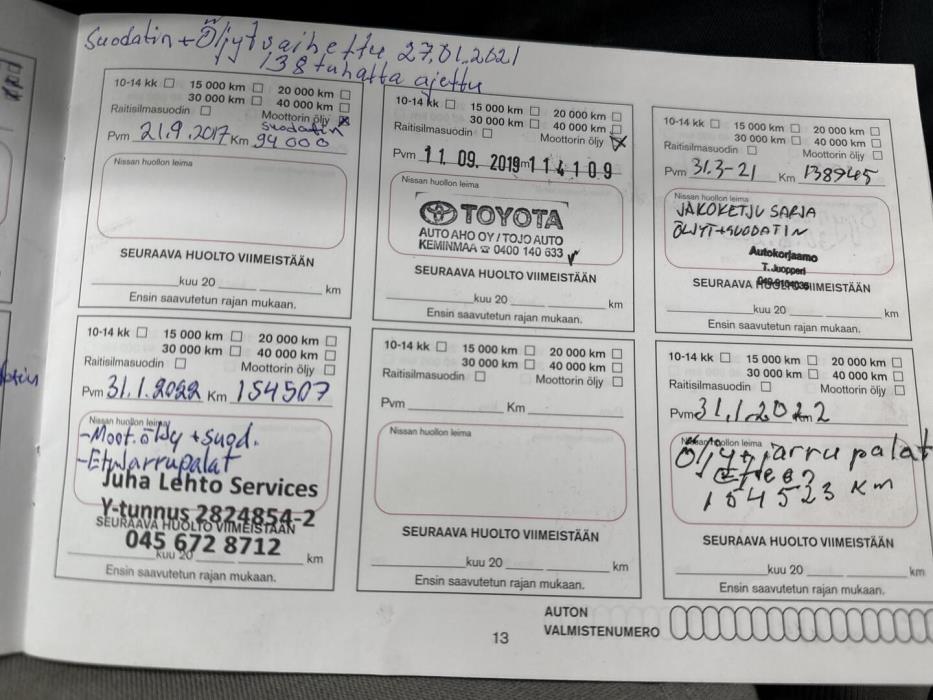 Suodatin + Öljyt vaihettu 27.01.2021
138 tuhatta ajettu
10-14 kk 15 000 km 20 000 km
30 000 km 40 000 km
Raitisilmasuodin Moottorin öljy
suodatin
Pvm 21.9.2017 Km 94000
Nissan huollon leima
SEURAAVA HUOLTO VIIMEISTÄÄN
kuu 20 km
Ensin saavutetun rajan mukaan.
10-14 kk 15 000 km 20 000 km
30 000 km 40 000 km
Raitisilmasuodin Moottorin öljy
Pvm 11. 09. 2019 m 114109
Nissan huollon leima
TOYOTA
AUTO AHO OY / TOJO AUTO
KEMINMAA ☎ 0400 140 633
SEURAAVA HUOLTO VIIMEISTÄÄN
kuu 20 km
Ensin saavutetun rajan mukaan.
10-14 kk 15 000 km 20 000 km
30 000 km 40 000 km
Raitisilmasuodin Moottorin öljy
Pvm 31.3-21 Km 138945
Nissan huollon leima
JAKOKETJU SARJA
ÖLJYT+SUODATIN
Autokorjaamo
T. Juopperi
SEURAAVA HUOLTO VIIMEISTÄÄN
kuu 20 km
Ensin saavutetun rajan mukaan.
10-14 kk 15 000 km 20 000 km
30 000 km 40 000 km
Raitisilmasuodin Moottorin öljy
Pvm 31.1.2022 Km 154507
Nissan huollon leima
-Moot.öljy + suod.
-Etujarrupalat
Juha Lehto Services
Y-tunnus 2824854-2
SEURAAVA HUOLTO VIIMEISTÄÄN
045 672 8712
kuu 20 km
Ensin saavutetun rajan mukaan.
10-14 kk 15 000 km 20 000 km
30 000 km 40 000 km
Raitisilmasuodin Moottorin öljy
Pvm Km
Nissan huollon leima
SEURAAVA HUOLTO VIIMEISTÄÄN
kuu 20 km
Ensin saavutetun rajan mukaan.
10-14 kk 15 000 km 20 000 km
30 000 km 40 000 km
Raitisilmasuodin Moottorin öljy
Pvm 31.1.2022
Nissan huollon leima
Öljyt+jarrupalat
154523 km
SEURAAVA HUOLTO VIIMEISTÄÄN
kuu 20 km
Ensin saavutetun rajan mukaan.
AUTON
VALMISTENUMERO
13